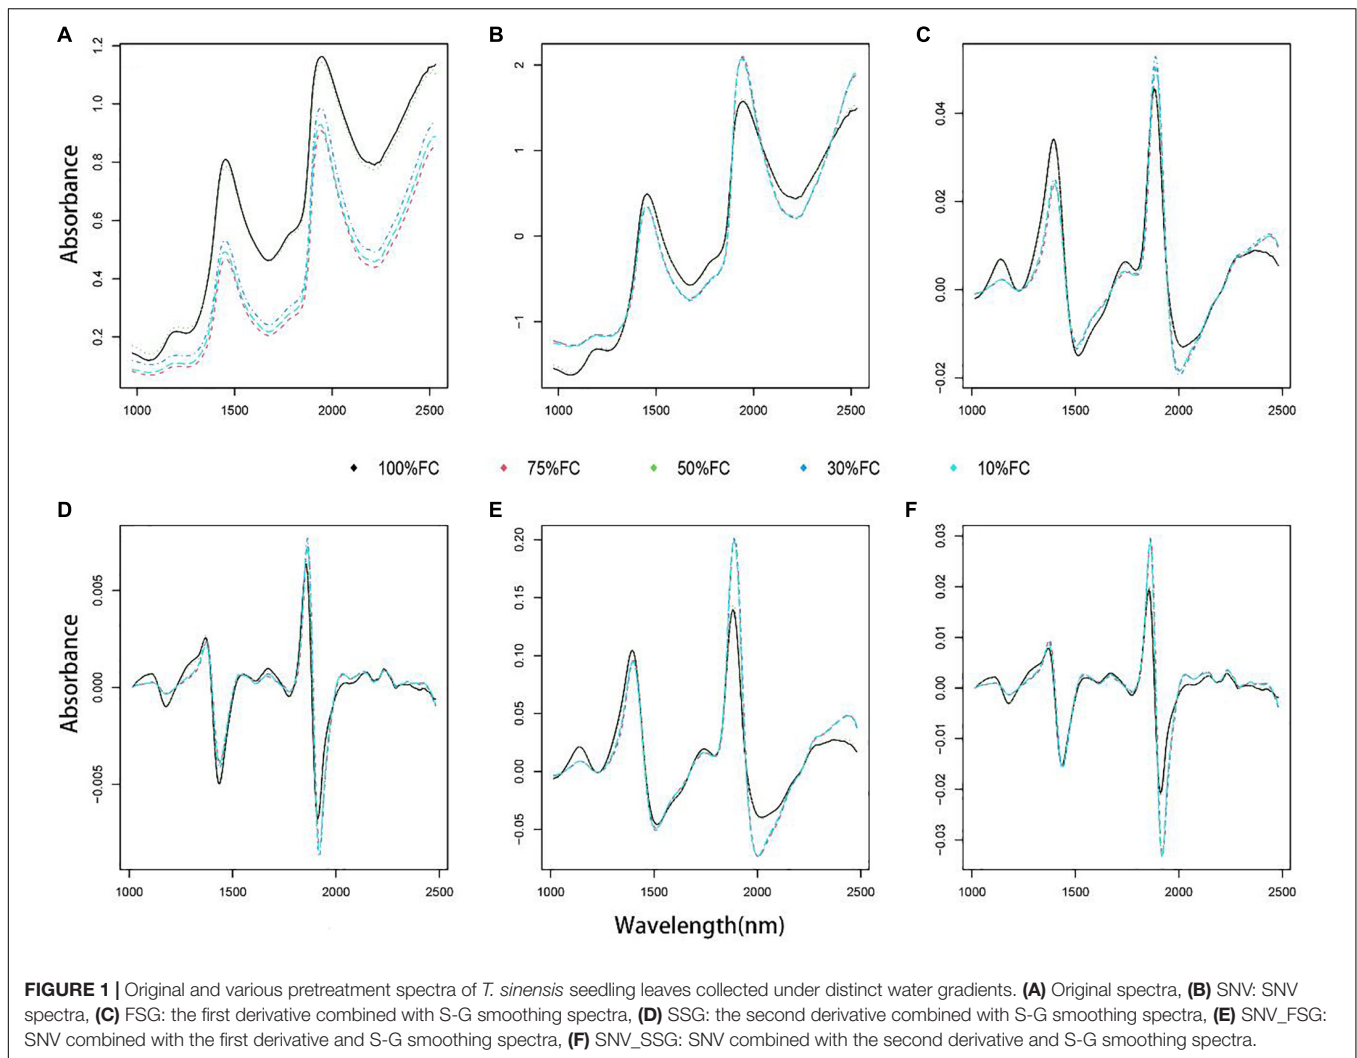 A
B
C
Absorbance
1.2
1.0
0.8
0.6
0.4
0.2
1000 1500 2000 2500
2
1
0
−1
1000 1500 2000 2500
0.04
0.02
0.00
−0.02
1000 1500 2000 2500
100%FC 75%FC 50%FC 30%FC 10%FC
D
E
F
Absorbance
0.005
0.000
−0.005
1000 1500 2000 2500
0.20
0.15
0.10
0.05
0.00
−0.05
1000 1500 2000 2500
0.03
0.02
0.01
0.00
−0.01
−0.02
−0.03
1000 1500 2000 2500
Wavelength(nm)
FIGURE 1 | Original and various pretreatment spectra of T. sinensis seedling leaves collected under distinct water gradients. (A) Original spectra, (B) SNV: SNV
spectra, (C) FSG: the first derivative combined with S-G smoothing spectra, (D) SSG: the second derivative combined with S-G smoothing spectra, (E) SNV_FSG:
SNV combined with the first derivative and S-G smoothing spectra, (F) SNV_SSG: SNV combined with the second derivative and S-G smoothing spectra.